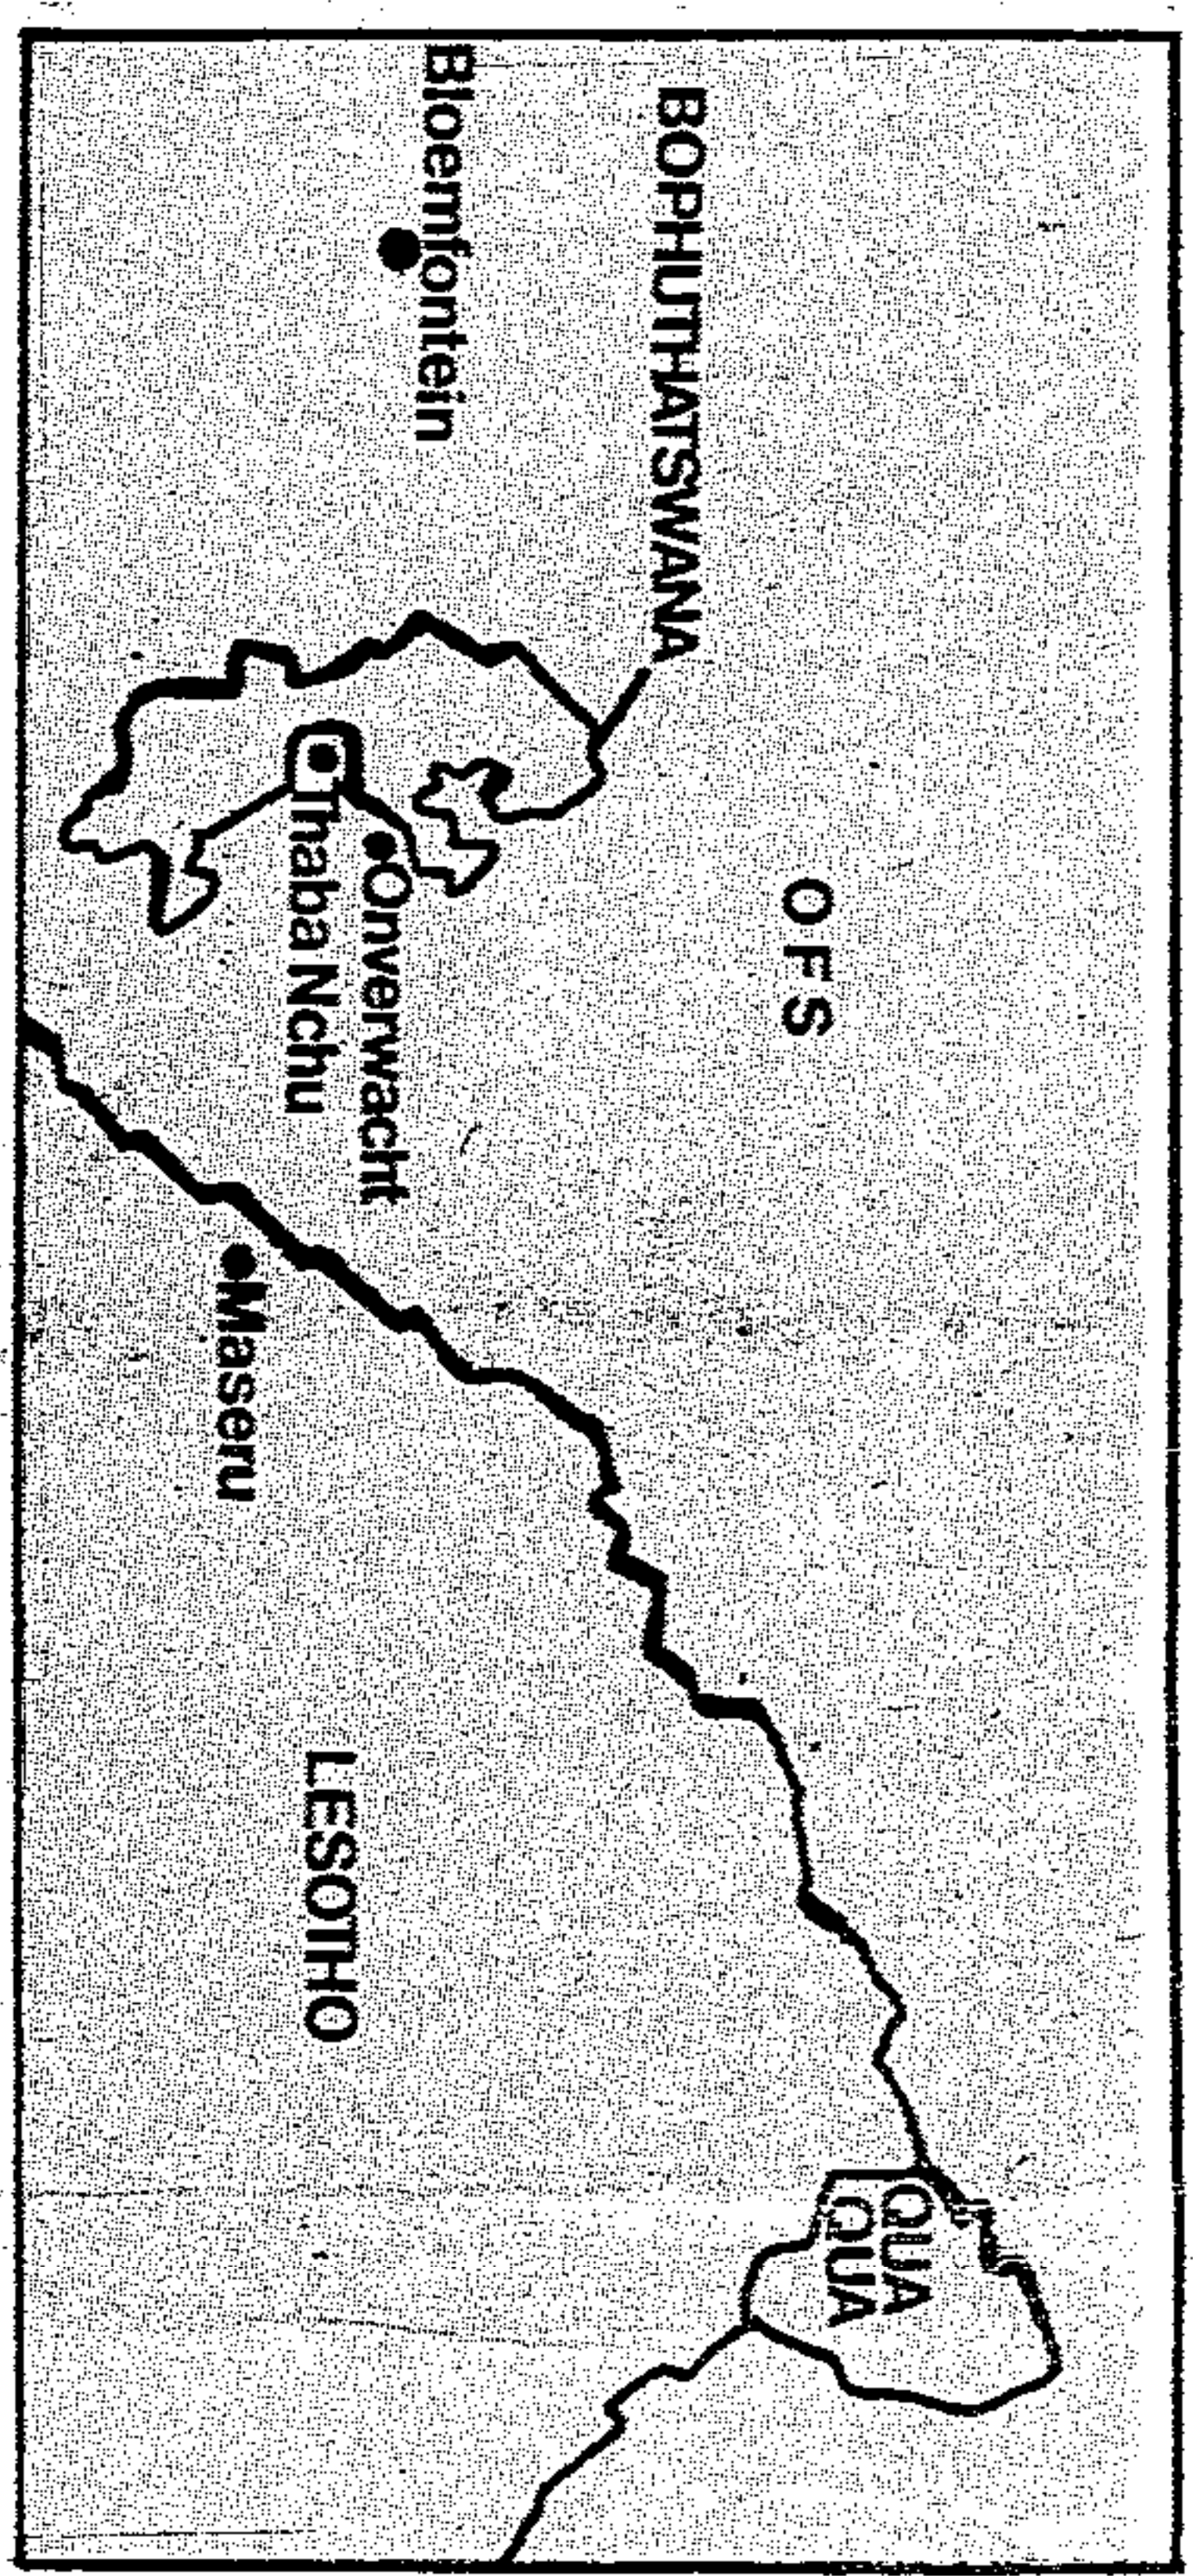 BOPHUTHATSWANA
Bloemfontein
O F S
Onverwacht
Thaba Nchu
Maseru
LESOTHO
QUA
QUA